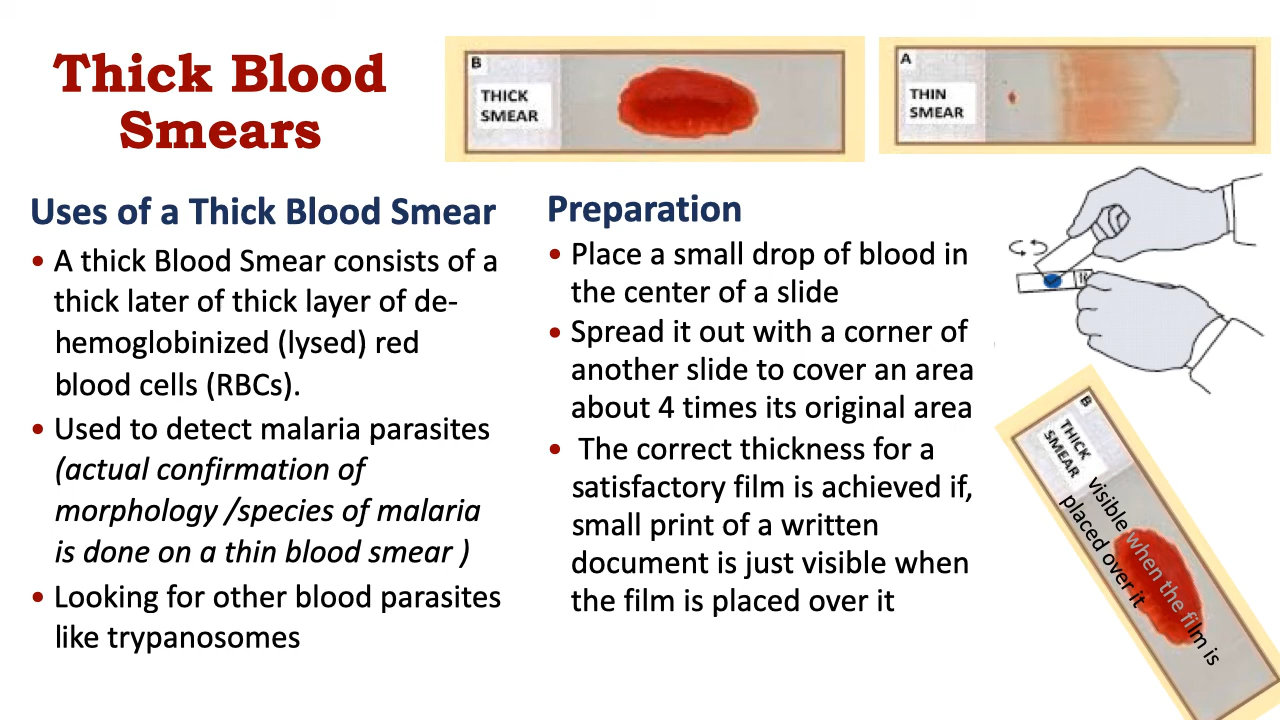 Thick Blood
Smears
B
THICK
SMEAR
A
THIN
SMEAR
Uses of a Thick Blood Smear
• A thick Blood Smear consists of a
thick later of thick layer of de-
hemoglobinized (lysed) red
blood cells (RBCs).
• Used to detect malaria parasites
(actual confirmation of
morphology /species of malaria
is done on a thin blood smear )
• Looking for other blood parasites
like trypanosomes
Preparation
• Place a small drop of blood in
the center of a slide
• Spread it out with a corner of
another slide to cover an area
about 4 times its original area
• The correct thickness for a
satisfactory film is achieved if,
small print of a written
document is just visible when
the film is placed over it
B
THICK
SMEAR
visible when the film is
placed over it